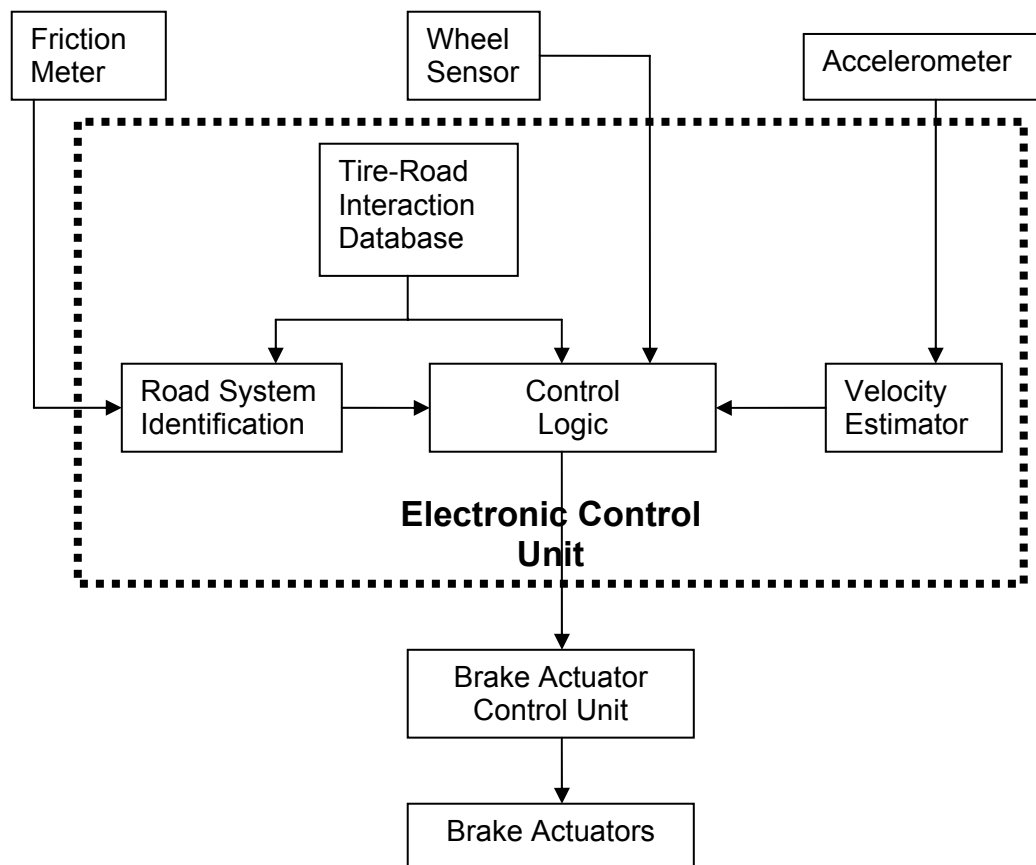 Friction
Meter
Wheel
Sensor
Accelerometer
Tire-Road
Interaction
Database
Road System
Identification
Control
Logic
Velocity
Estimator
Electronic Control
Unit
Brake Actuator
Control Unit
Brake Actuators